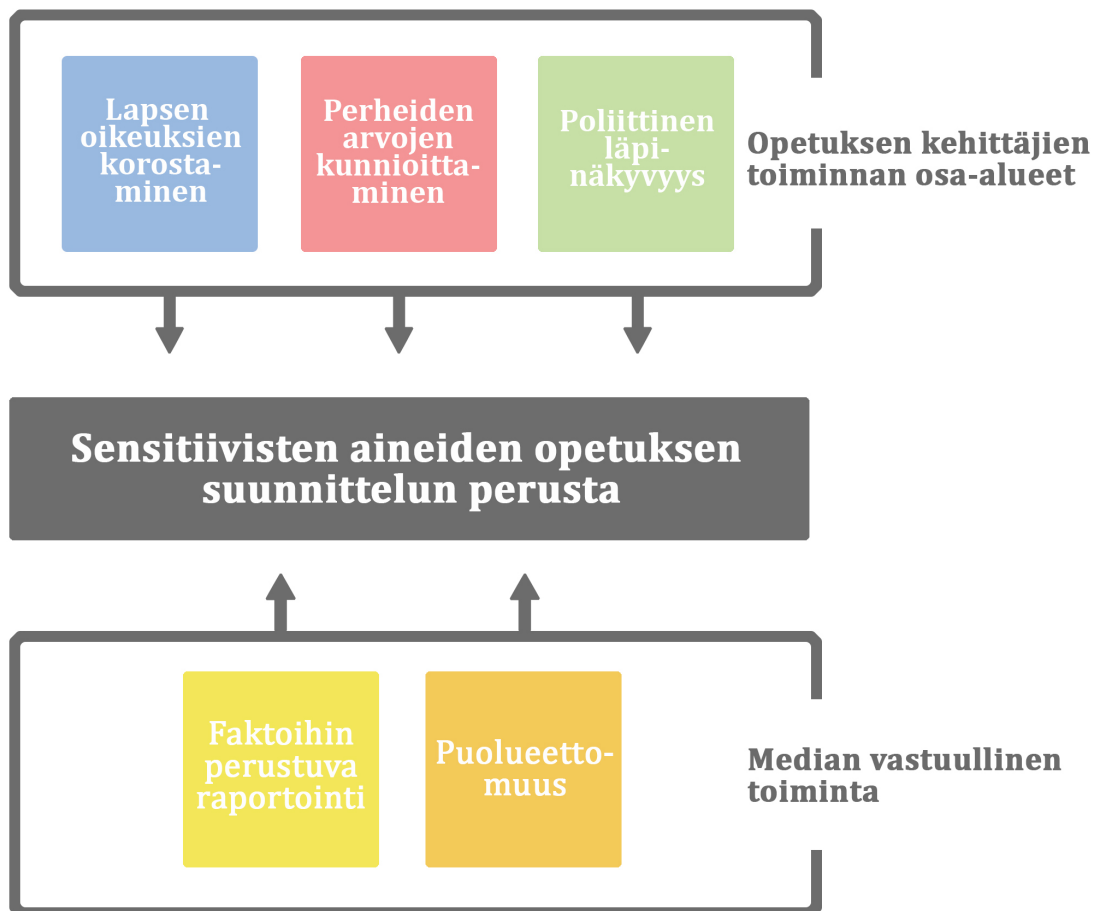 Lapsen
oikeuksien
korosta-
minen
Perheiden
arvojen
kunnioitta-
minen
Poliittinen
läpi-
näkyvyys
Opetuksen kehittäjien
toiminnan osa-alueet
Sensitiivisten aineiden opetuksen
suunnittelun perusta
Faktoihin
perustuva
raportointi
Puolueetto-
muus
Median vastuullinen
toiminta